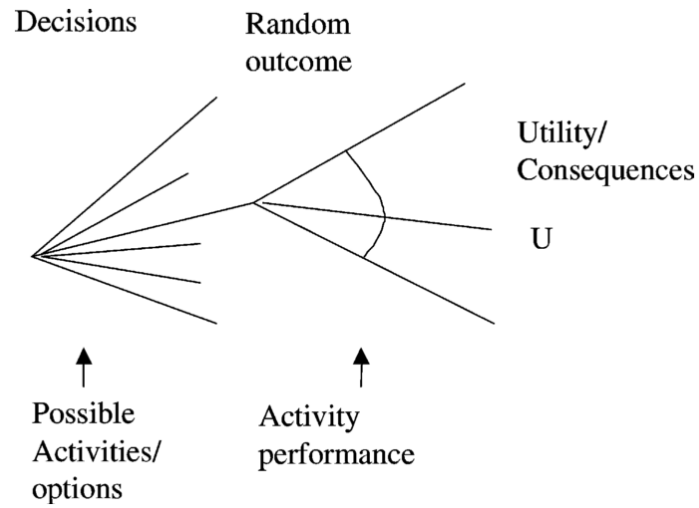 Decisions
Random
outcome
Utility/
Consequences
U
Possible
Activities/
options
Activity
performance